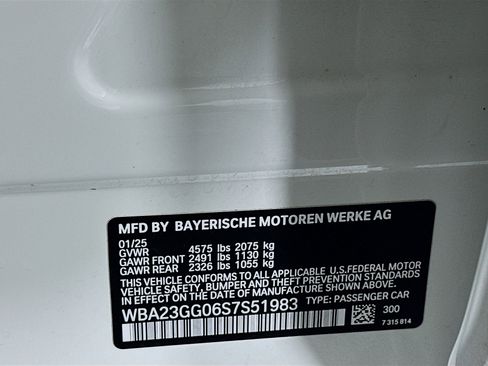 MFD BY BAYERISCHE MOTOREN WERKE AG
01/25
GVWR 4575 lbs 2075 kg
GAWR FRONT 2491 lbs 1130 kg
GAWR REAR 2326 lbs 1055 kg
THIS VEHICLE CONFORMS TO ALL APPLICABLE U.S.FEDERAL MOTOR
VEHICLE SAFETY, BUMPER, AND THEFT PREVENTION STANDARDS
IN EFFECT ON THE DATE OF MANUFACTURE SHOWN ABOVE.
WBA23GG06S7S51983 TYPE: PASSENGER CAR
300
7 315 814